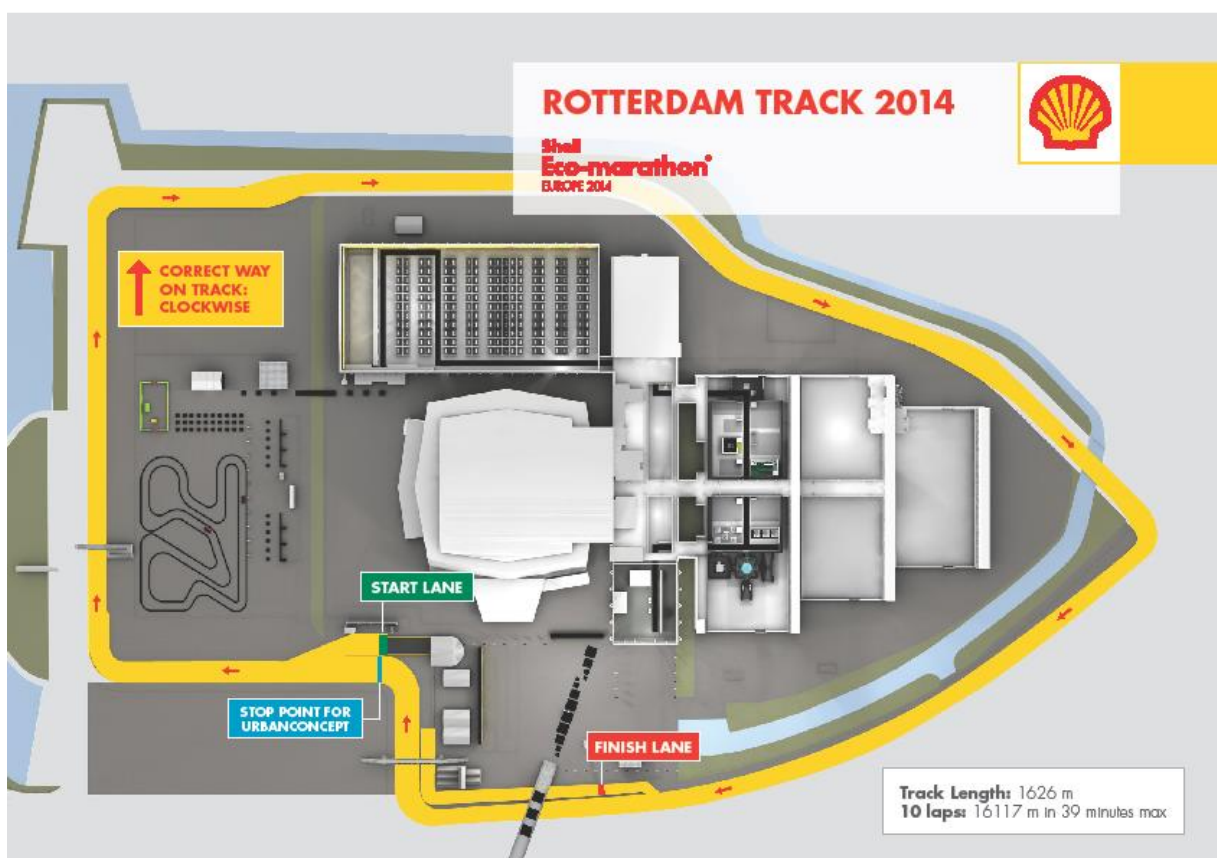 ROTTERDAM TRACK 2014
Shell
Eco-marathon
EUROPE 2014
CORRECT WAY
ON TRACK:
CLOCKWISE
START LANE
STOP POINT FOR
URBANCONCEPT
FINISH LANE
Track Length: 1626 m
10 laps: 16117 m in 39 minutes max